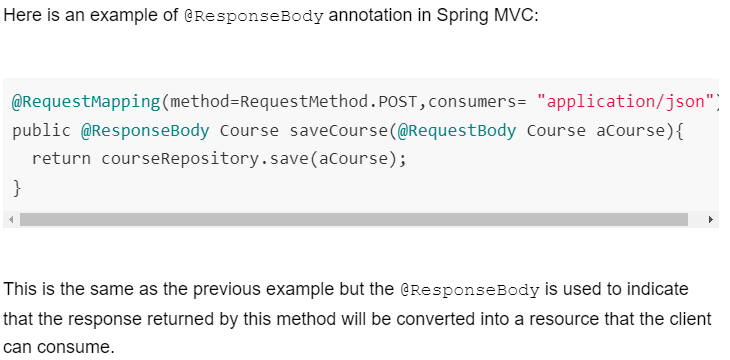 Here is an example of @ResponseBody annotation in Spring MVC:
@RequestMapping(method=RequestMethod.POST,consumers= "application/json")
public @ResponseBody Course saveCourse(@RequestBody Course aCourse){
return courseRepository.save(aCourse);
}
This is the same as the previous example but the @ResponseBody is used to indicate
that the response returned by this method will be converted into a resource that the client
can consume.